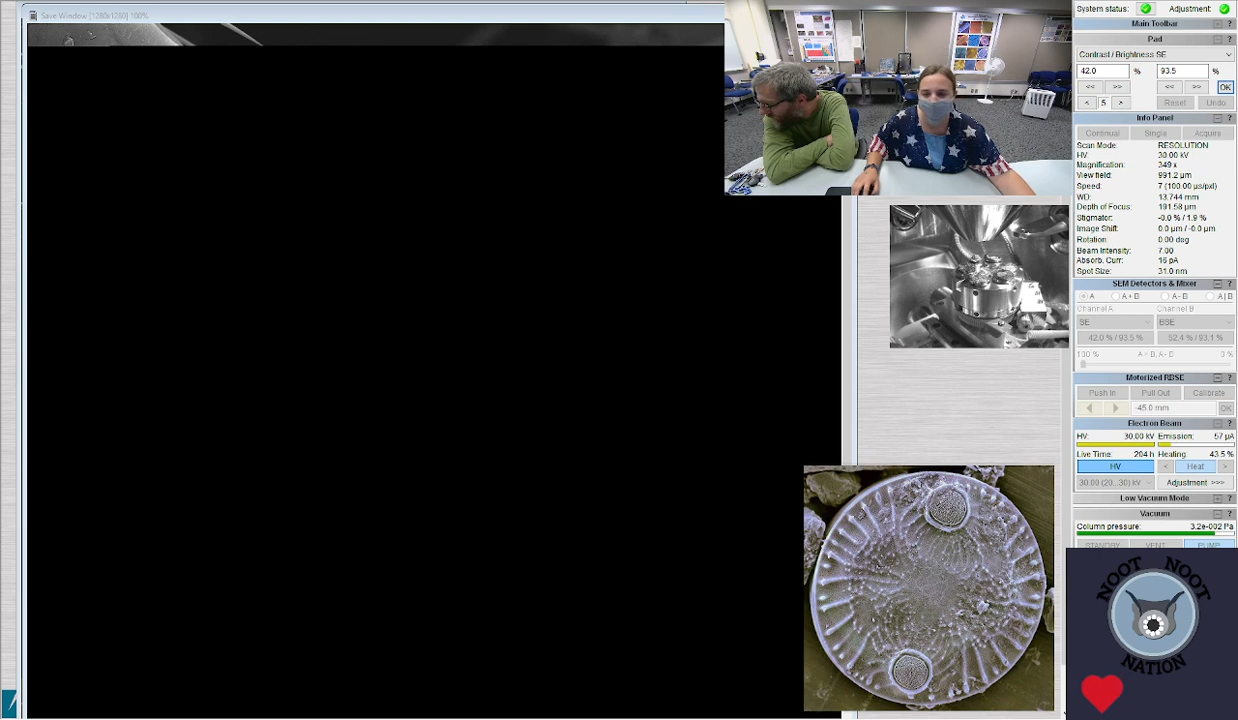 Save Window [1280x1280] 100%
System status: Adjustment:
Main Toolbar ?
Pad ?
Contrast / Brightness SE
42.0 % 93.5 %
<< >> << >> OK
< 5 > Reset Undo
Info Panel ?
Continual Single Acquire
Scan Mode: RESOLUTION
HV: 30.00 kV
Magnification: 349 x
View field: 991.2 µm
Speed: 7 (100.00 µs/pxl)
WD: 13.744 mm
Depth of Focus: 191.58 µm
Stigmator: -0.0 % / 1.9 %
Image Shift: 0.0 µm / -0.0 µm
Rotation: 0.00 deg
Beam Intensity: 7.00
Absorb. Curr: 16 pA
Spot Size: 31.0 nm
SEM Detectors & Mixer ?
A A + B A - B A | B
Channel A Channel B
SE BSE
42.0 % / 93.5 % 52.4 % / 93.1 %
100 % A + B, A - B 0 %
Motorized RBSE ?
Push In Pull Out Calibrate
-45.0 mm OK
Electron Beam ?
HV: 30.00 kV Emission: 57 µA
Live Time: 204 h Heating: 43.5 %
HV < Heat >
30.00 (20...30) kV Adjustment >>>
Low Vacuum Mode ?
Vacuum ?
Column pressure: 3.2e-002 Pa
STANDBY VENT PUMP
NOOT NOOT
NATION